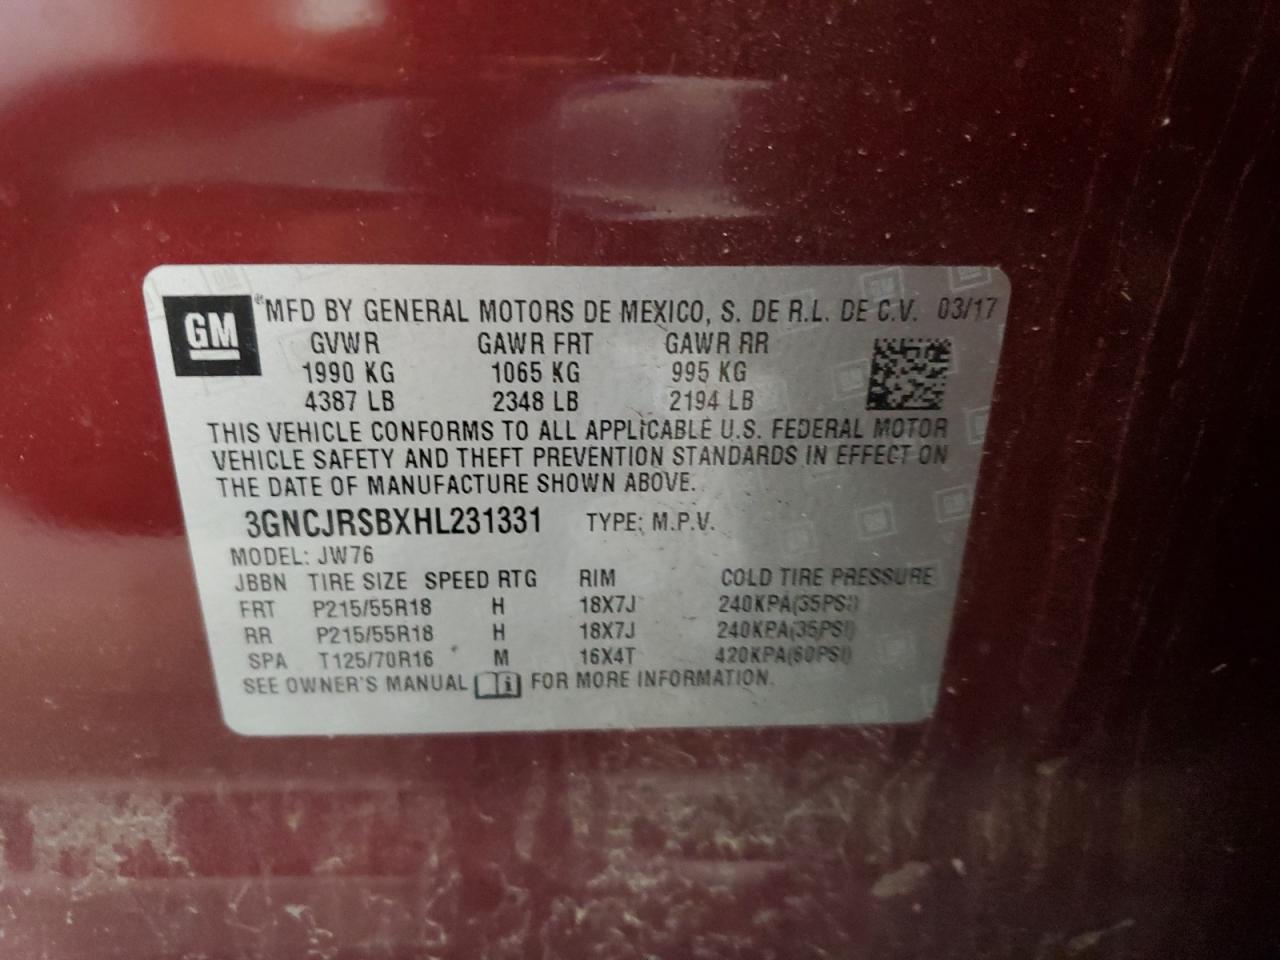 GM ® MFD BY GENERAL MOTORS DE MEXICO, S. DE R.L. DE C.V. 03/17
GVWR GAWR FRT GAWR RR
1990 KG 1065 KG 995 KG
4387 LB 2348 LB 2194 LB
THIS VEHICLE CONFORMS TO ALL APPLICABLE U.S. FEDERAL MOTOR
VEHICLE SAFETY AND THEFT PREVENTION STANDARDS IN EFFECT ON
THE DATE OF MANUFACTURE SHOWN ABOVE.
3GNCJRSBXHL231331 TYPE: M.P.V.
MODEL: JW76
JBBN TIRE SIZE SPEED RTG RIM COLD TIRE PRESSURE
FRT P215/55R18 H 18X7J 240KPA(35PSI)
RR P215/55R18 H 18X7J 240KPA(35PSI)
SPA T125/70R16 M 16X4T 420KPA(60PSI)
SEE OWNER'S MANUAL i FOR MORE INFORMATION.